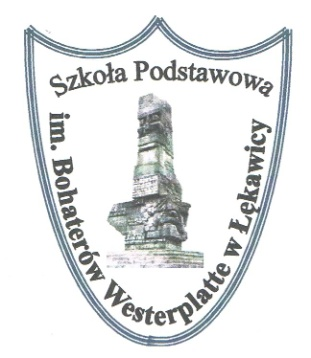 Szkoła Podstawowa
im. Bohaterów Westerplatte w Łękawicy